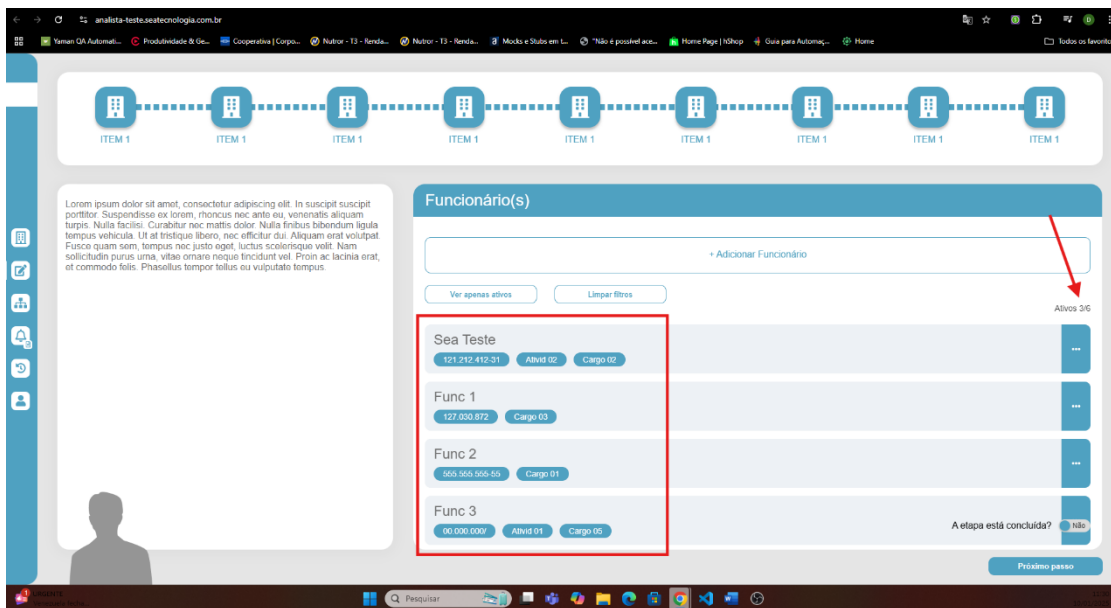 analista-teste.seatecnologia.com.br
Yaman QA Automati... Produtividade & Ge... Cooperativa | Corpo... Nutror - T3 - Renda... Nutror - T3 - Renda... Mocks e Stubs em t... "Não é possível ace... Home Page | hShop Guia para Automaç... Home Todos os favorito
ITEM 1 ITEM 1 ITEM 1 ITEM 1 ITEM 1 ITEM 1 ITEM 1 ITEM 1 ITEM 1
Lorem ipsum dolor sit amet, consectetur adipiscing elit. In suscipit suscipit
porttitor. Suspendisse ex lorem, rhoncus nec ante eu, venenatis aliquam
turpis. Nulla facilisi. Curabitur nec mattis dolor. Nulla finibus bibendum ligula
tempus vehicula. Ut at tristique libero, nec efficitur dui. Aliquam erat volutpat.
Fusce quam sem, tempus nec justo eget, luctus scelerisque velit. Nam
sollicitudin purus urna, vitae ornare neque tincidunt vel. Proin ac lacinia erat,
et commodo felis. Phasellus tempor tellus eu vulputate tempus.
Funcionário(s)
+ Adicionar Funcionário
Ver apenas ativos Limpar filtros
Ativos 3/6
Sea Teste
121.212.412-31 Ativid 02 Cargo 02
Func 1
127.030.872 Cargo 03
Func 2
555.555.555-55 Cargo 01
Func 3
00.000.000/ Ativid 01 Cargo 05
A etapa está concluída? Não
Próximo passo
Pesquisar